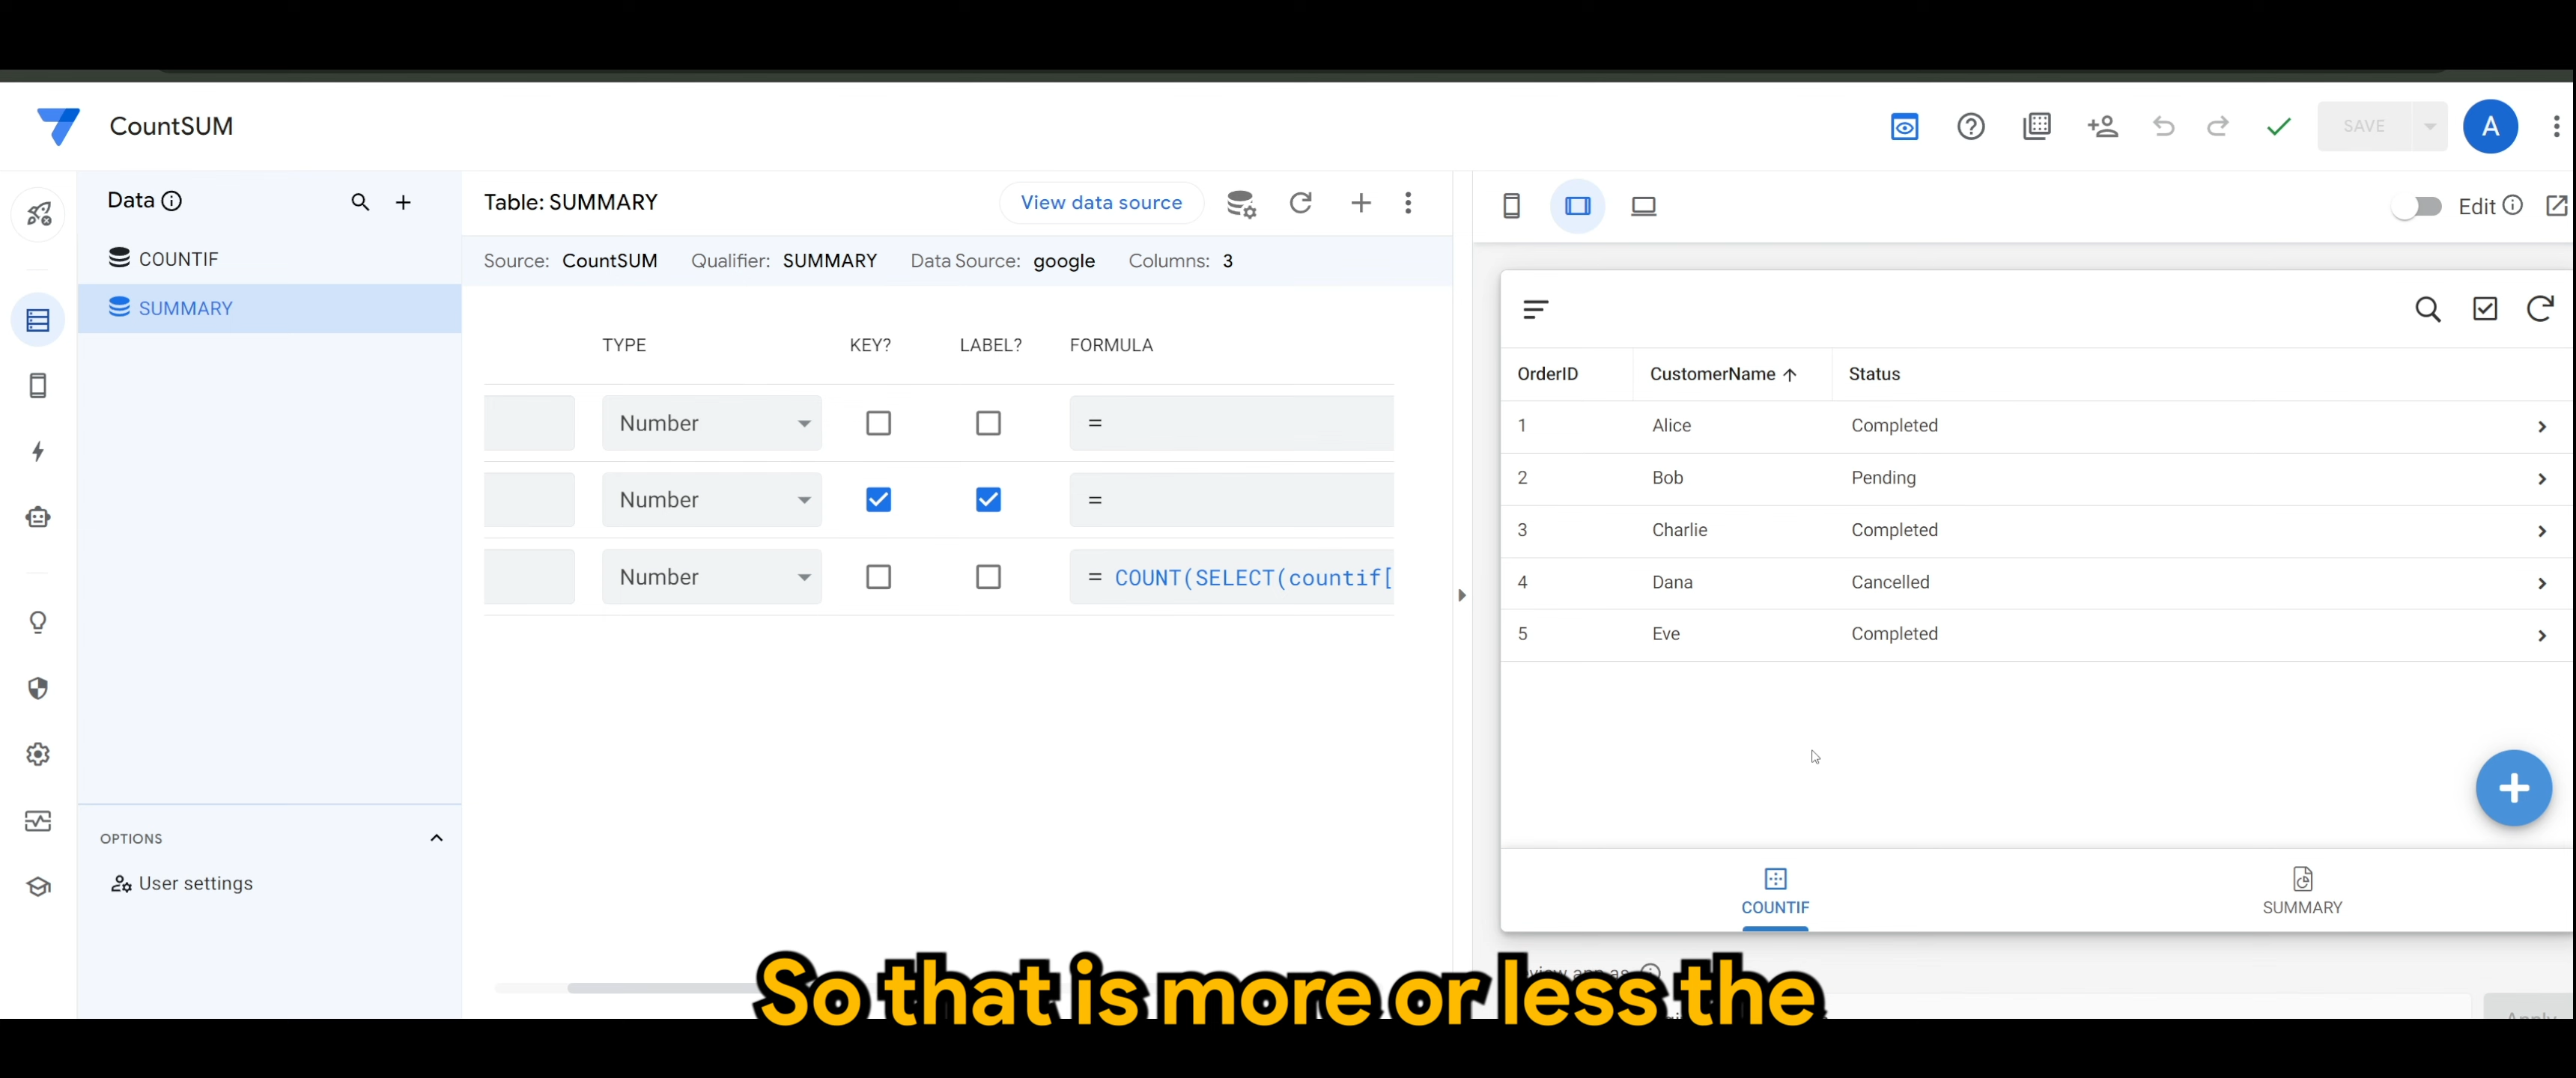 CountSUM
SAVE
A
Data
COUNTIF
SUMMARY
OPTIONS
User settings
Table: SUMMARY
View data source
Source: CountSUM Qualifier: SUMMARY Data Source: google Columns: 3
TYPE KEY? LABEL? FORMULA
Number =
Number =
Number = COUNT(SELECT(countif[
Edit
OrderID CustomerName Status
1 Alice Completed
2 Bob Pending
3 Charlie Completed
4 Dana Cancelled
5 Eve Completed
COUNTIF SUMMARY
So that is more or less the